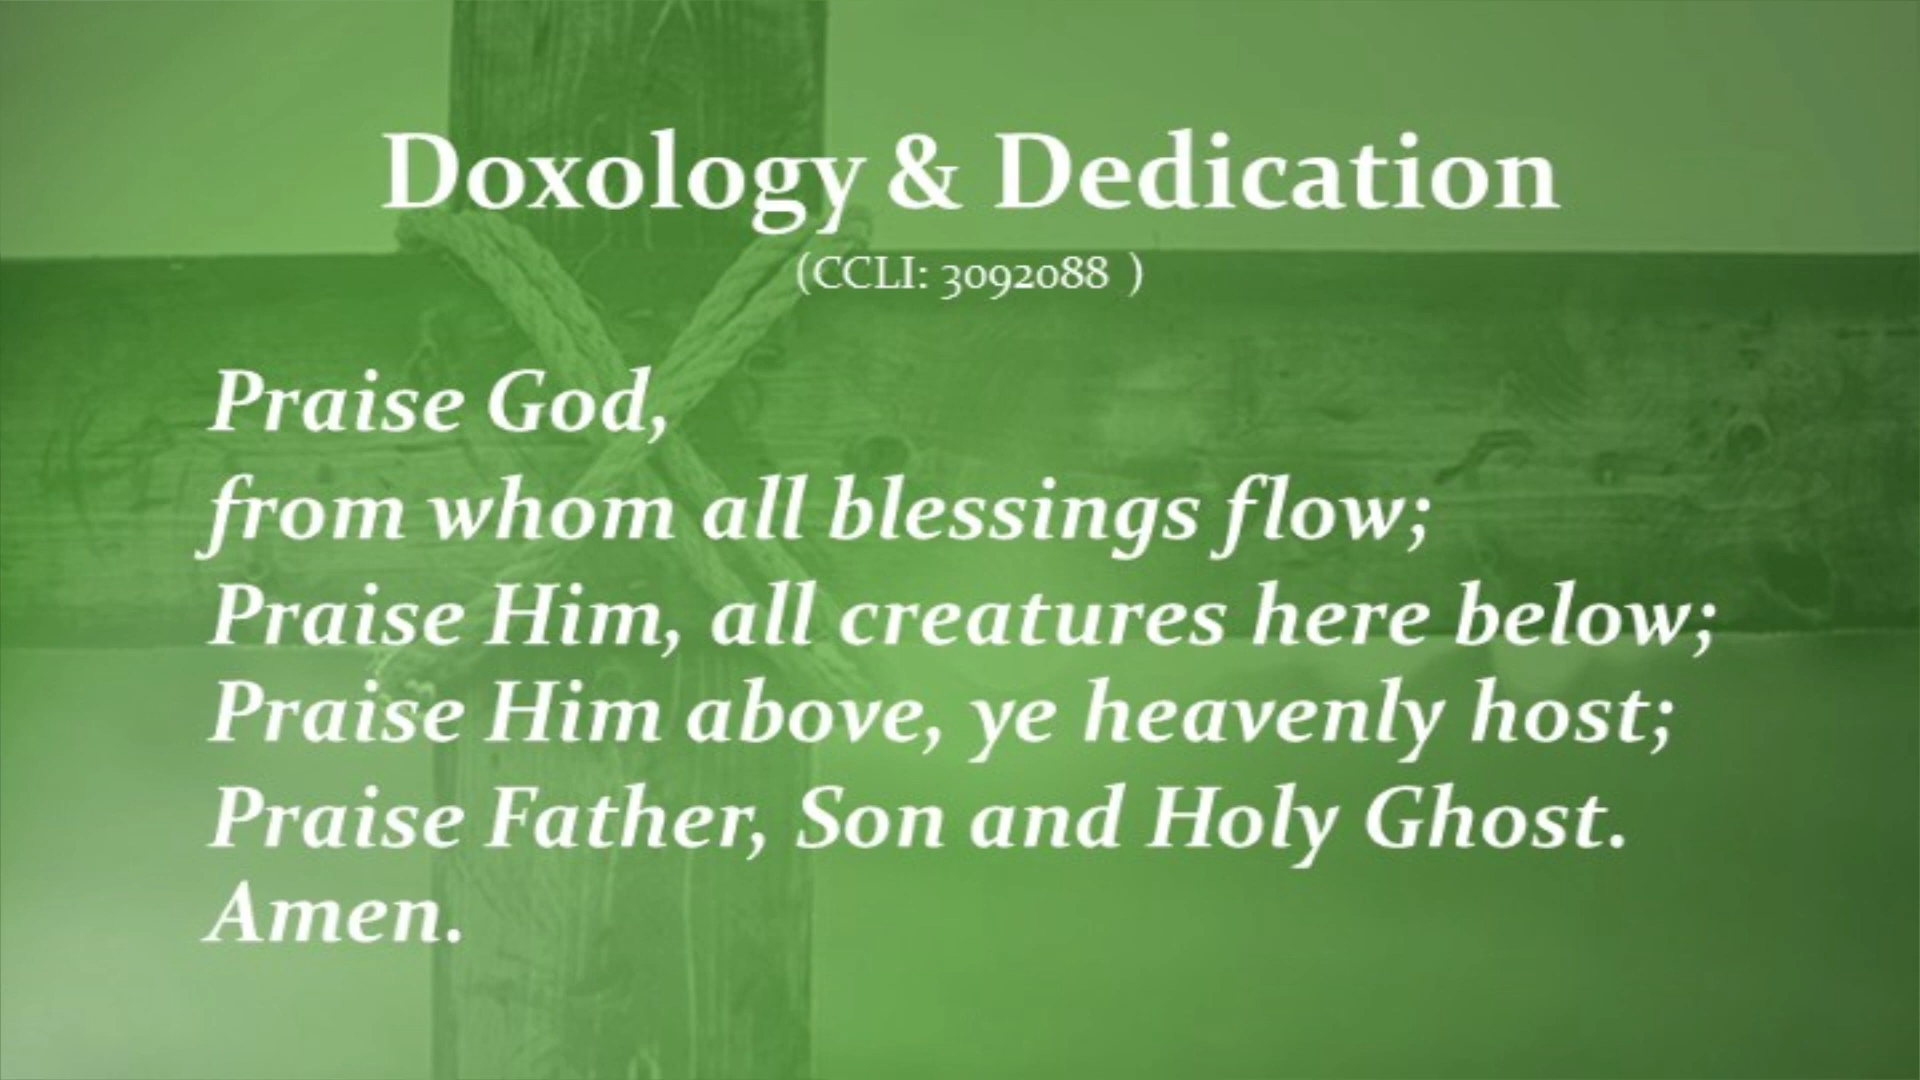 Doxology & Dedication
(CCLI: 3092088 )
Praise God,
from whom all blessings flow;
Praise Him, all creatures here below;
Praise Him above, ye heavenly host;
Praise Father, Son and Holy Ghost.
Amen.